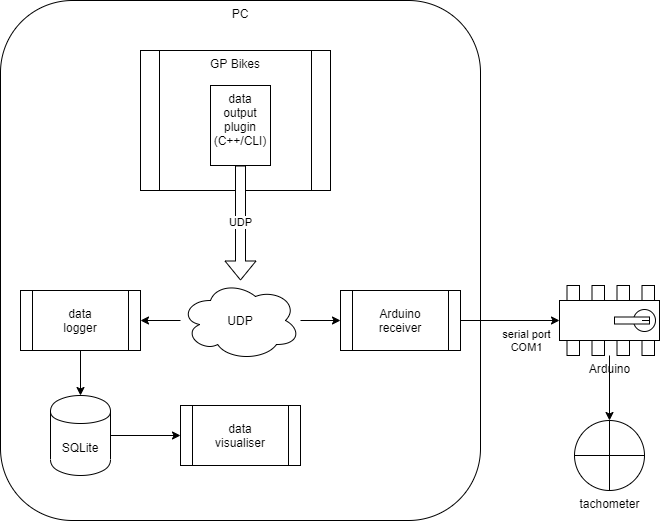 PC
GP Bikes
data
output
plugin
(C++/CLI)
UDP
data
logger
UDP
Arduino
receiver
serial port
COM1
Arduino
SQLite
data
visualiser
tachometer